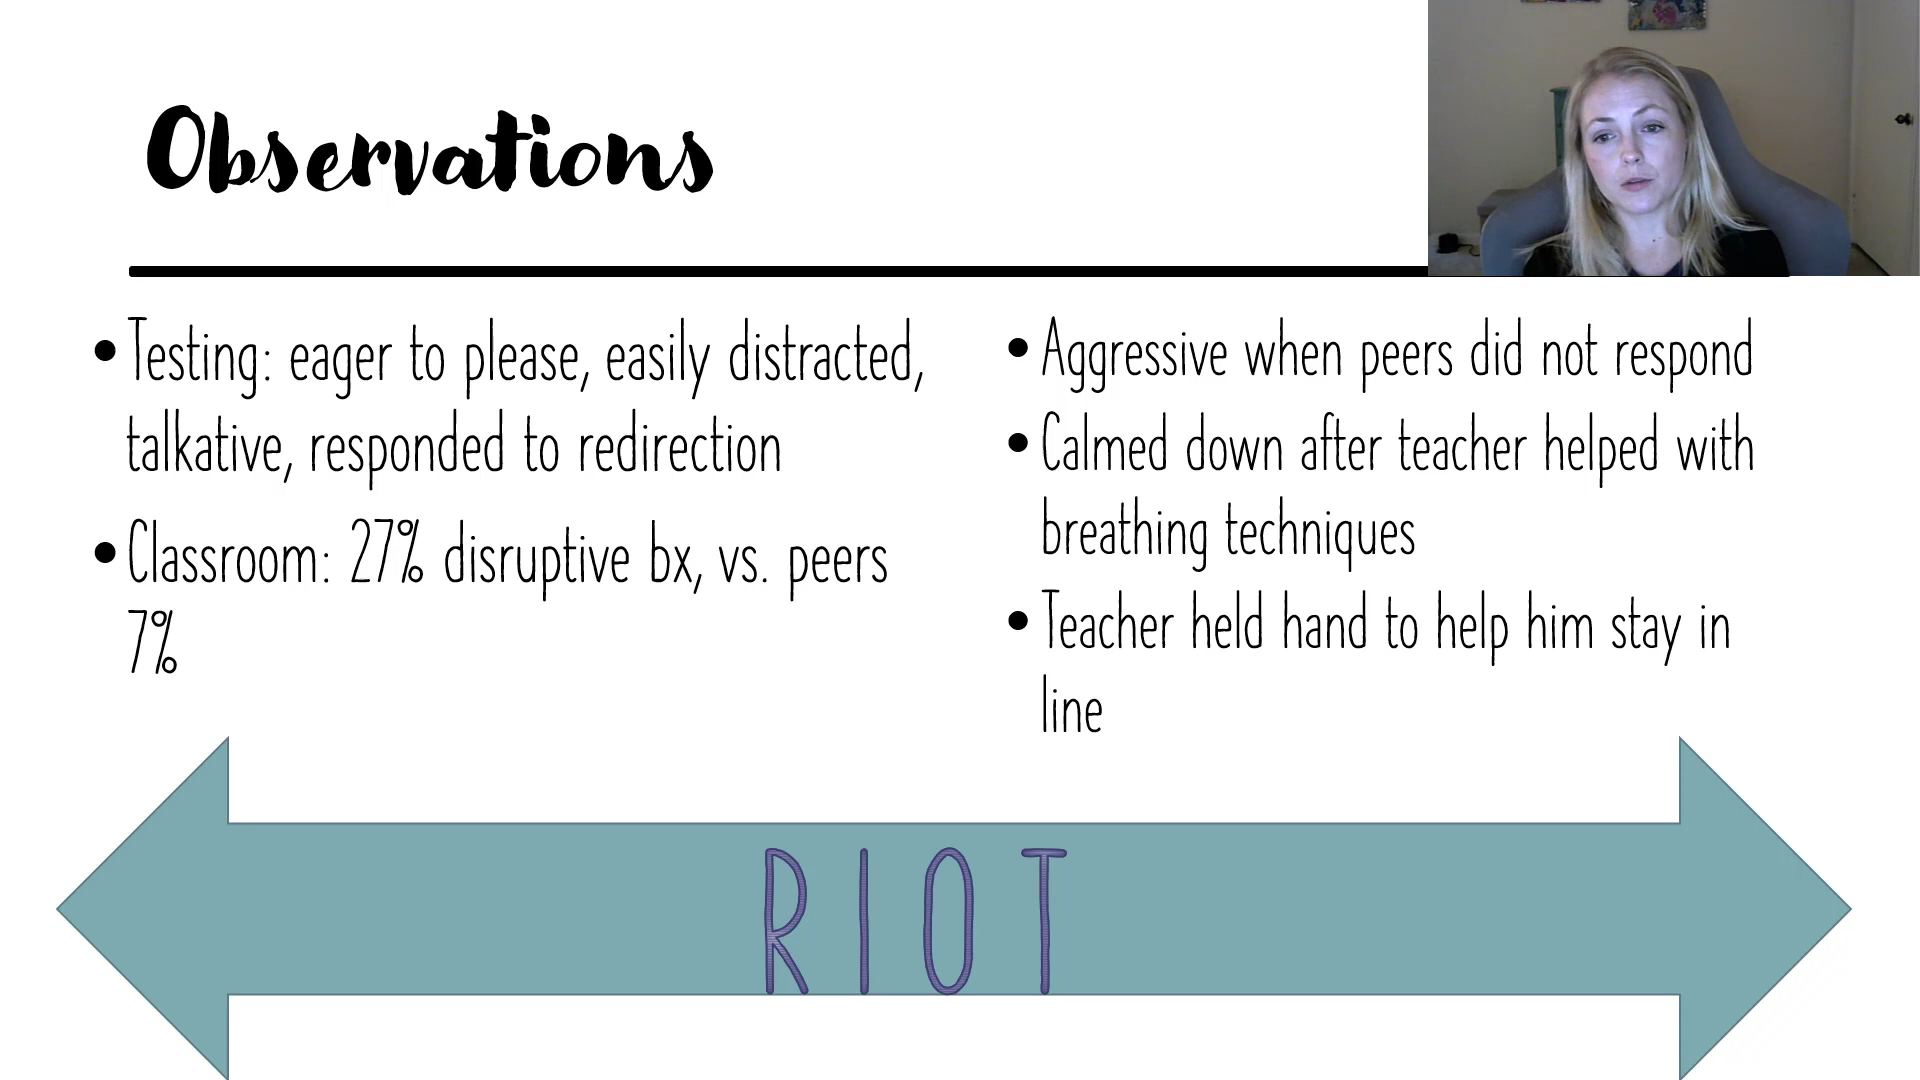 Observations
•Testing: eager to please, easily distracted,
talkative, responded to redirection
•Classroom: 27% disruptive bx, vs. peers
7%
•Aggressive when peers did not respond
•Calmed down after teacher helped with
breathing techniques
•Teacher held hand to help him stay in
line
RIOT